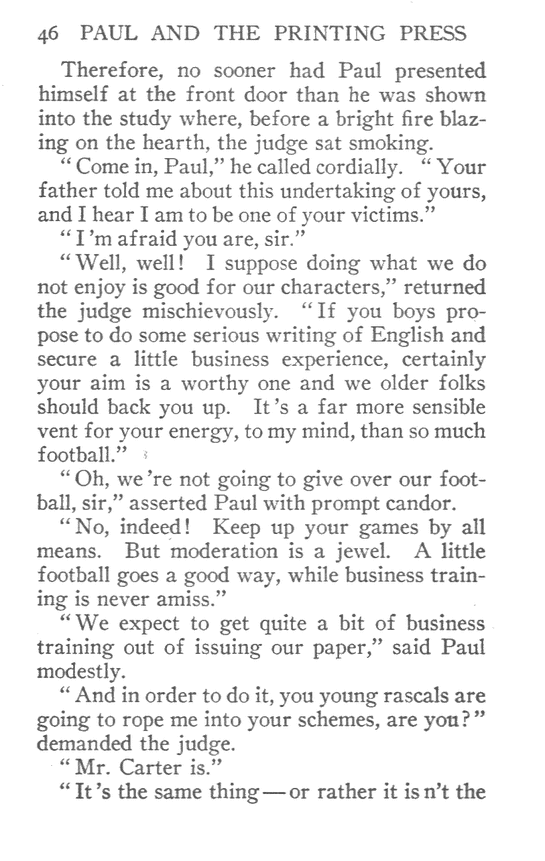 46 PAUL AND THE PRINTING PRESS
Therefore, no sooner had Paul presented
himself at the front door than he was shown
into the study where, before a bright fire blaz-
ing on the hearth, the judge sat smoking.
“Come in, Paul,” he called cordially. “Your
father told me about this undertaking of yours,
and I hear I am to be one of your victims.”
“I'm afraid you are, sir.”
“Well, well! I suppose doing what we do
not enjoy is good for our characters,” returned
the judge mischievously. “If you boys pro-
pose to do some serious writing of English and
secure a little business experience, certainly
your aim is a worthy one and we older folks
should back you up. It's a far more sensible
vent for your energy, to my mind, than so much
football.”
“Oh, we're not going to give over our foot-
ball, sir,” asserted Paul with prompt candor.
“No, indeed! Keep up your games by all
means. But moderation is a jewel. A little
football goes a good way, while business train-
ing is never amiss.”
“We expect to get quite a bit of business
training out of issuing our paper,” said Paul
modestly.
“And in order to do it, you young rascals are
going to rope me into your schemes, are you?”
demanded the judge.
“Mr. Carter is.”
“It's the same thing—or rather it isn't the